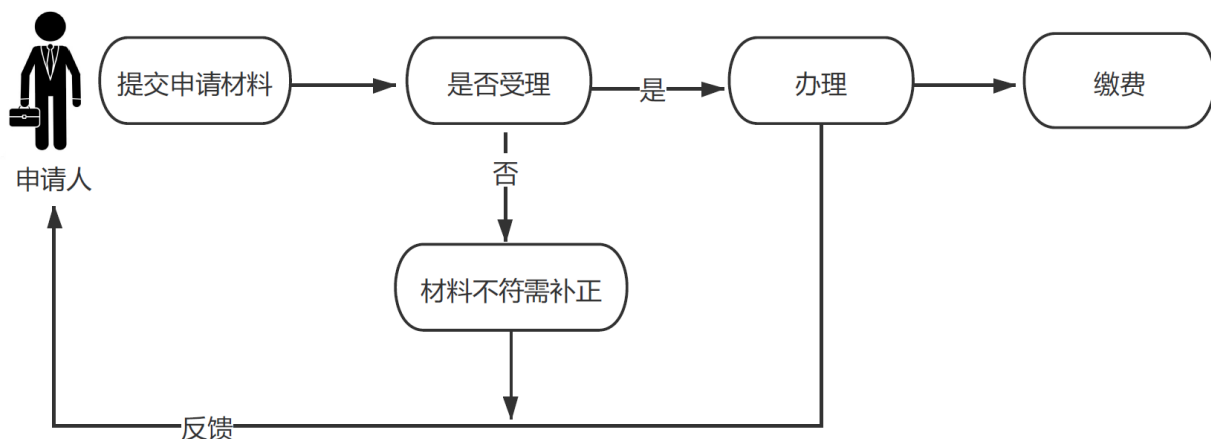 提交申请材料
是否受理
是
办理
缴费
申请人
否
材料不符需补正
反馈